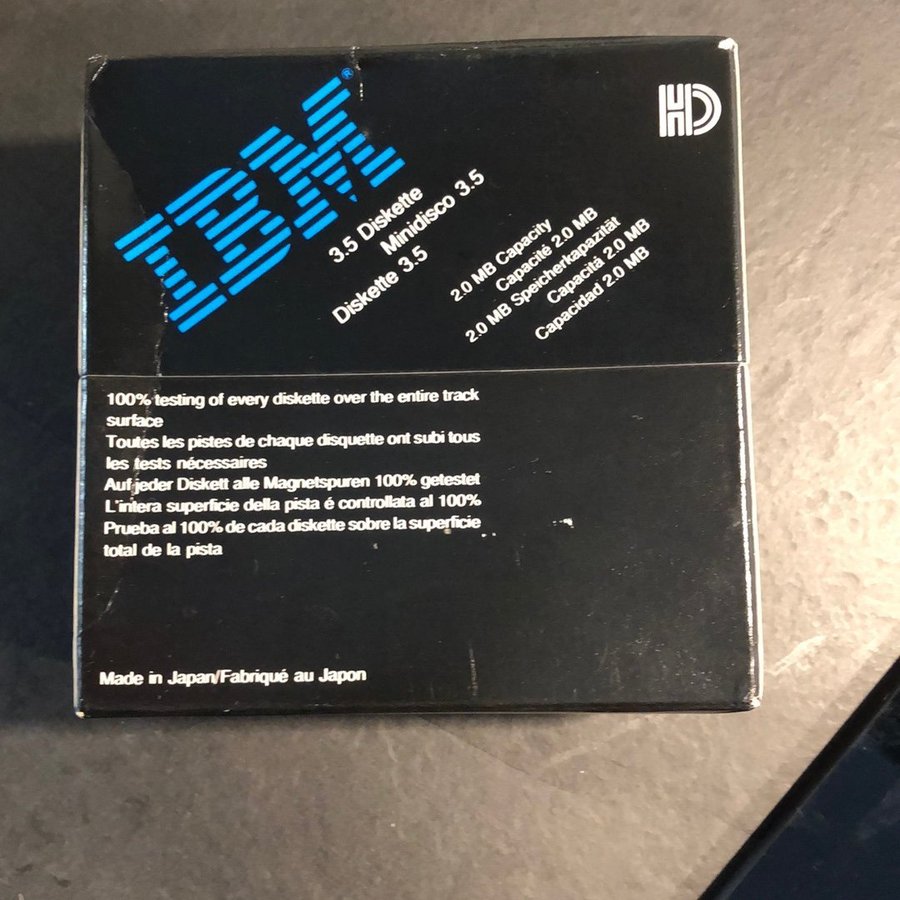 IBM®
HD
3.5 Diskette
Minidisco 3.5
Diskette 3.5
2.0 MB Capacity
Capacité 2.0 MB
2.0 MB Speicherkapazität
Capacità 2.0 MB
Capacidad 2.0 MB
100% testing of every diskette over the entire track
surface
Toutes les pistes de chaque disquette ont subi tous
les tests nécessaires
Auf jeder Diskett alle Magnetspuren 100% getestet
L'intera superficie della pista é controllata al 100%
Prueba al 100% de cada diskette sobre la superficie
total de la pista
Made in Japan/Fabriqué au Japon